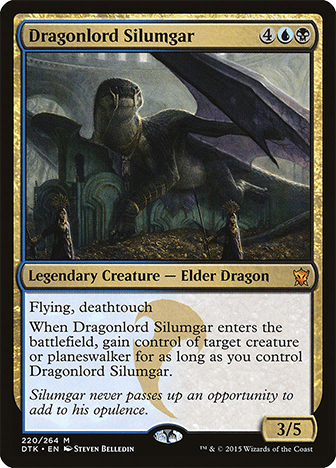 Dragonlord Silumgar 4
Legendary Creature — Elder Dragon
Flying, deathtouch
When Dragonlord Silumgar enters the
battlefield, gain control of target creature
or planeswalker for as long as you control
Dragonlord Silumgar.
Silumgar never passes up an opportunity to
add to his opulence.
3/5
220/264 M
DTK • EN Steven Belledin ™ & © 2015 Wizards of the Coast